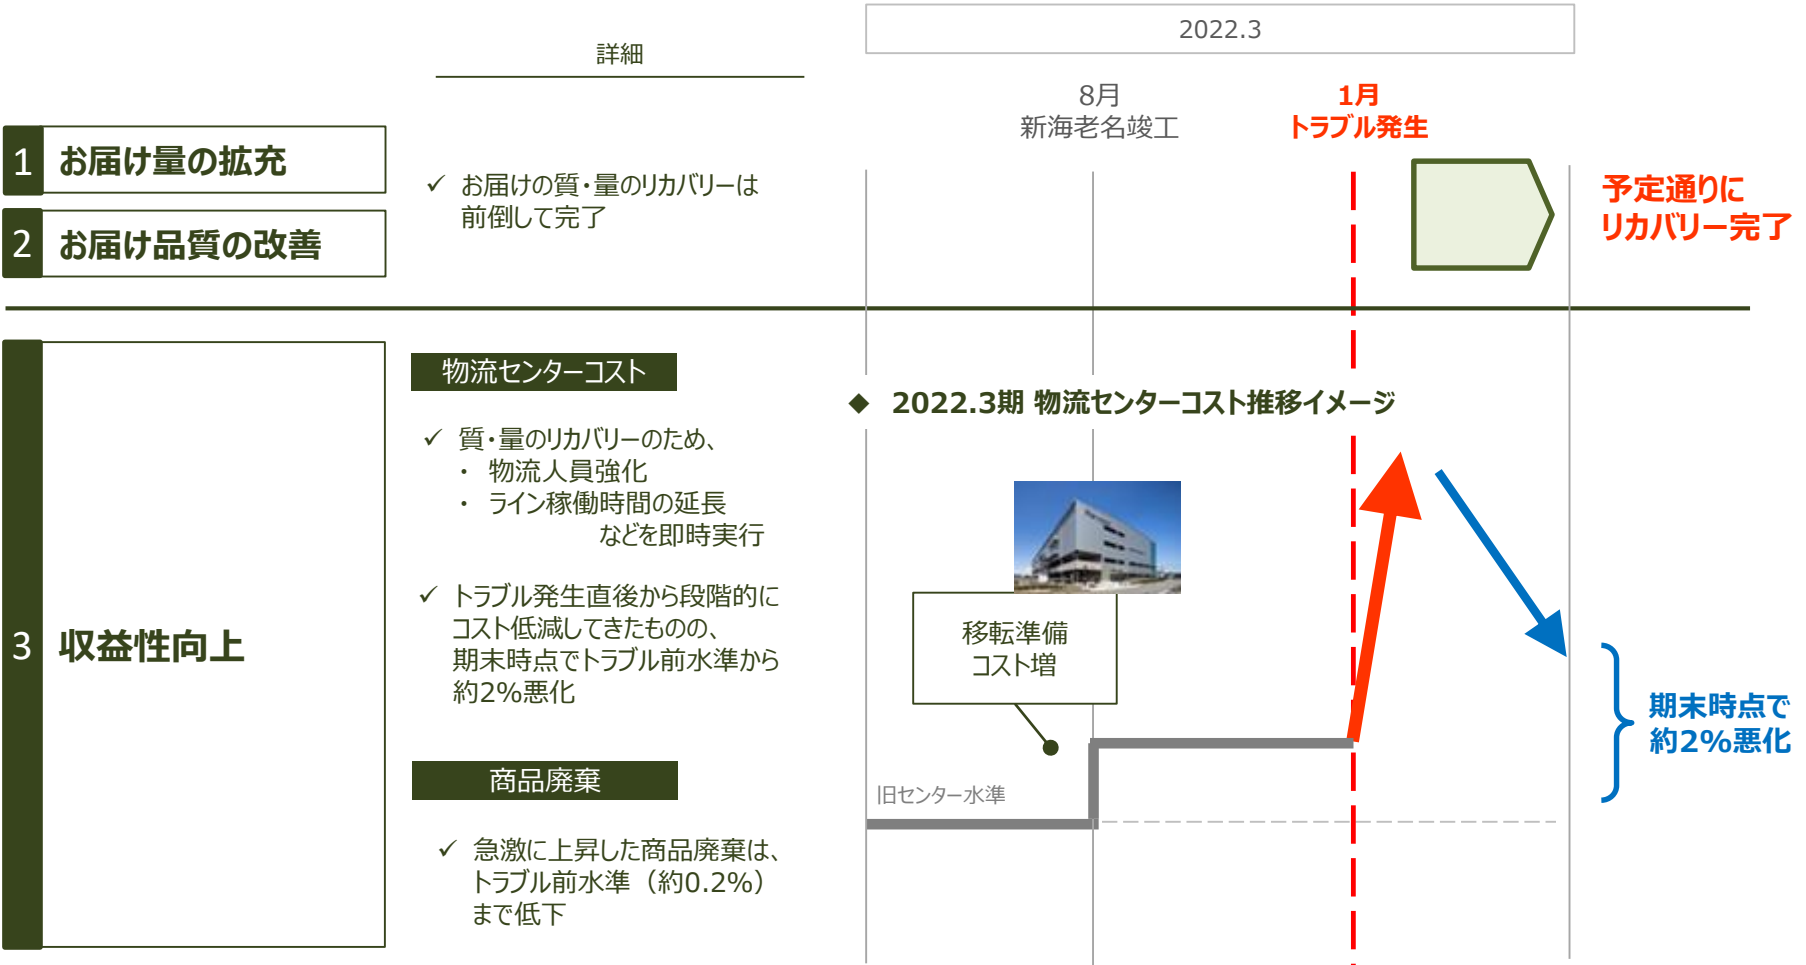 詳細
2022.3
8月
新海老名竣工
1月
トラブル発生
1 お届け量の拡充
2 お届け品質の改善
✓ お届けの質・量のリカバリーは
前倒して完了
予定通りに
リカバリー完了
3 収益性向上
物流センターコスト
✓ 質・量のリカバリーのため、
・ 物流人員強化
・ ライン稼働時間の延長
などを即時実行
✓ トラブル発生直後から段階的に
コスト低減してきたものの、
期末時点でトラブル前水準から
約2%悪化
商品廃棄
✓ 急激に上昇した商品廃棄は、
トラブル前水準（約0.2%）
まで低下
◆ 2022.3期 物流センターコスト推移イメージ
移転準備
コスト増
旧センター水準
期末時点で
約2%悪化